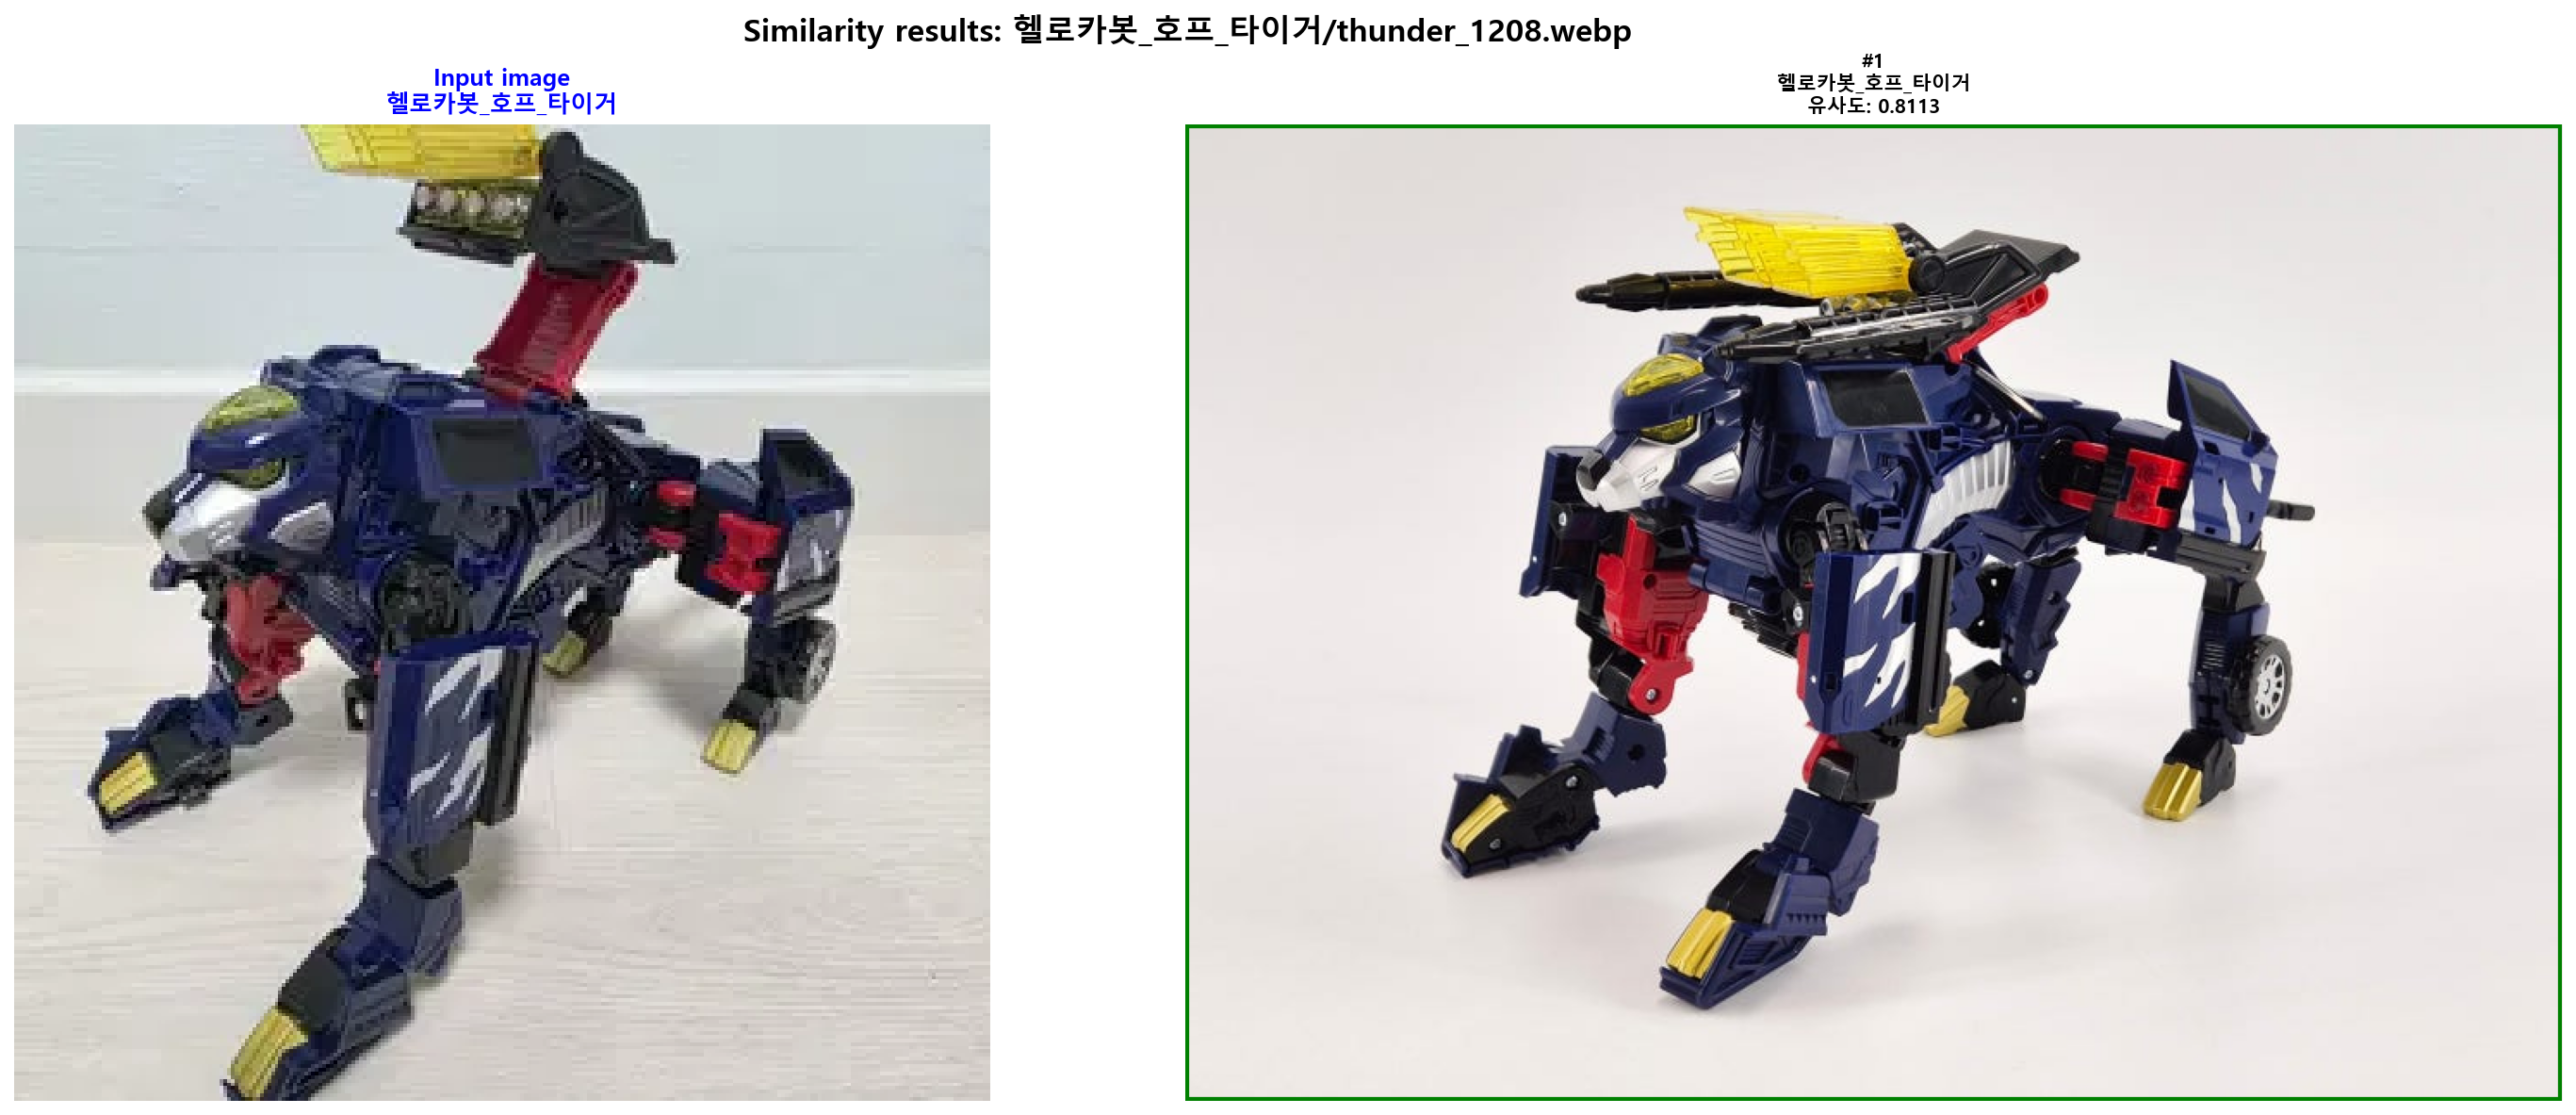 Similarity results: 헬로카봇_호프_타이거/thunder_1208.webp
Input image
헬로카봇_호프_타이거
#1
헬로카봇_호프_타이거
유사도: 0.8113